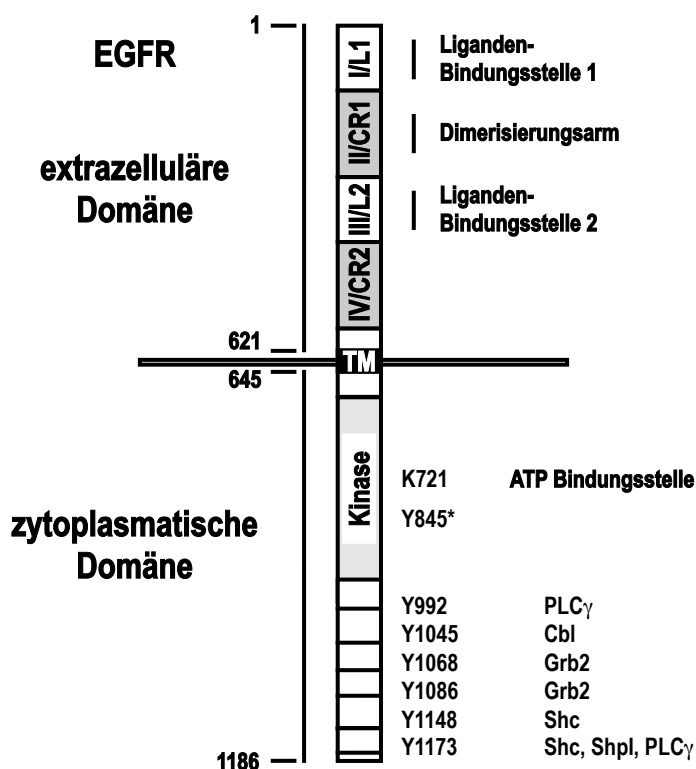 1
EGFR
extrazelluläre
Domäne
I/L1
Liganden-
Bindungsstelle 1
II/CR1
Dimerisierungsarm
III/L2
Liganden-
Bindungsstelle 2
IV/CR2
621
TM
645
zytoplasmatische
Domäne
Kinase
K721 ATP Bindungsstelle
Y845*
Y992 PLCγ
Y1045 Cbl
Y1068 Grb2
Y1086 Grb2
Y1148 Shc
Y1173 Shc, ShpI, PLCγ
1186